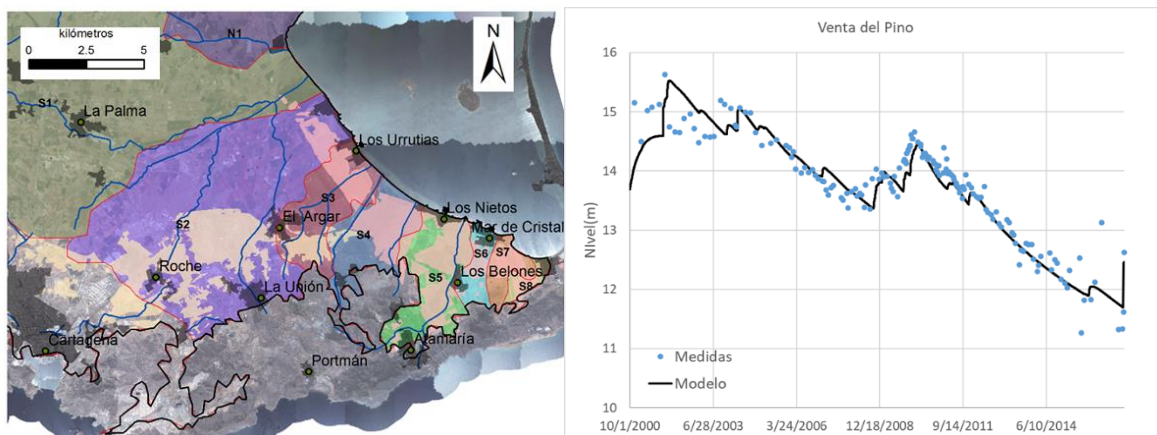 kilómetros
0 2.5 5
N
N1
S1
La Palma
Los Urrutias
S3
El Argar
Los Nietos
S2
S4
Mar de Cristal
S6 S7
Roche
S5
Los Belones
S8
La Unión
Cartagena
Atamaría
Portmán
Venta del Pino
16
15
14
13
12
11
10
NIvel(m)
Medidas
Modelo
10/1/2000 6/28/2003 3/24/2006 12/18/2008 9/14/2011 6/10/2014